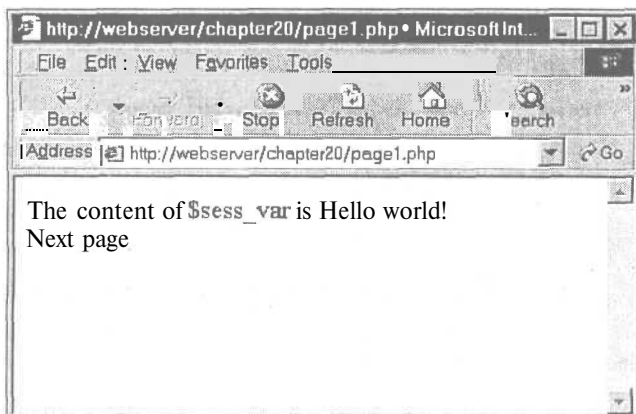 http://webserver/chapter20/page1.php • Microsoft Int...
File Edit : View Favorites Tools
Back Forward Stop Refresh Home
Address http://webserver/chapter20/page1.php Go
The content of $sess_var is Hello world!
Next page